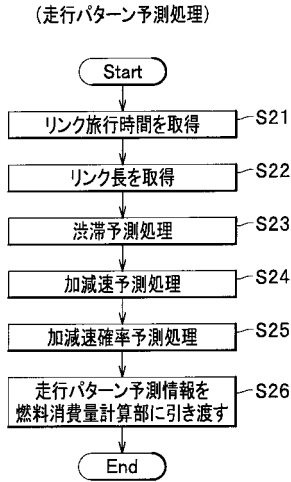 (走行パターン予測処理)
Start
リンク旅行時間を取得
S21
リンク長を取得
S22
渋滞予測処理
S23
加減速予測処理
S24
加減速確率予測処理
S25
走行パターン予測情報を
燃料消費量計算部に引き渡す
S26
End